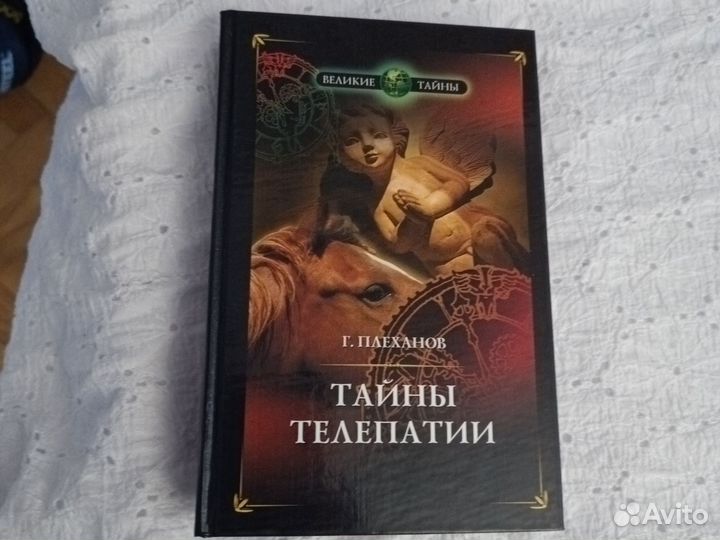 ВЕЛИКИЕ ТАЙНЫ
Г. ПЛЕХАНОВ
ТАЙНЫ
ТЕЛЕПАТИИ
Avito